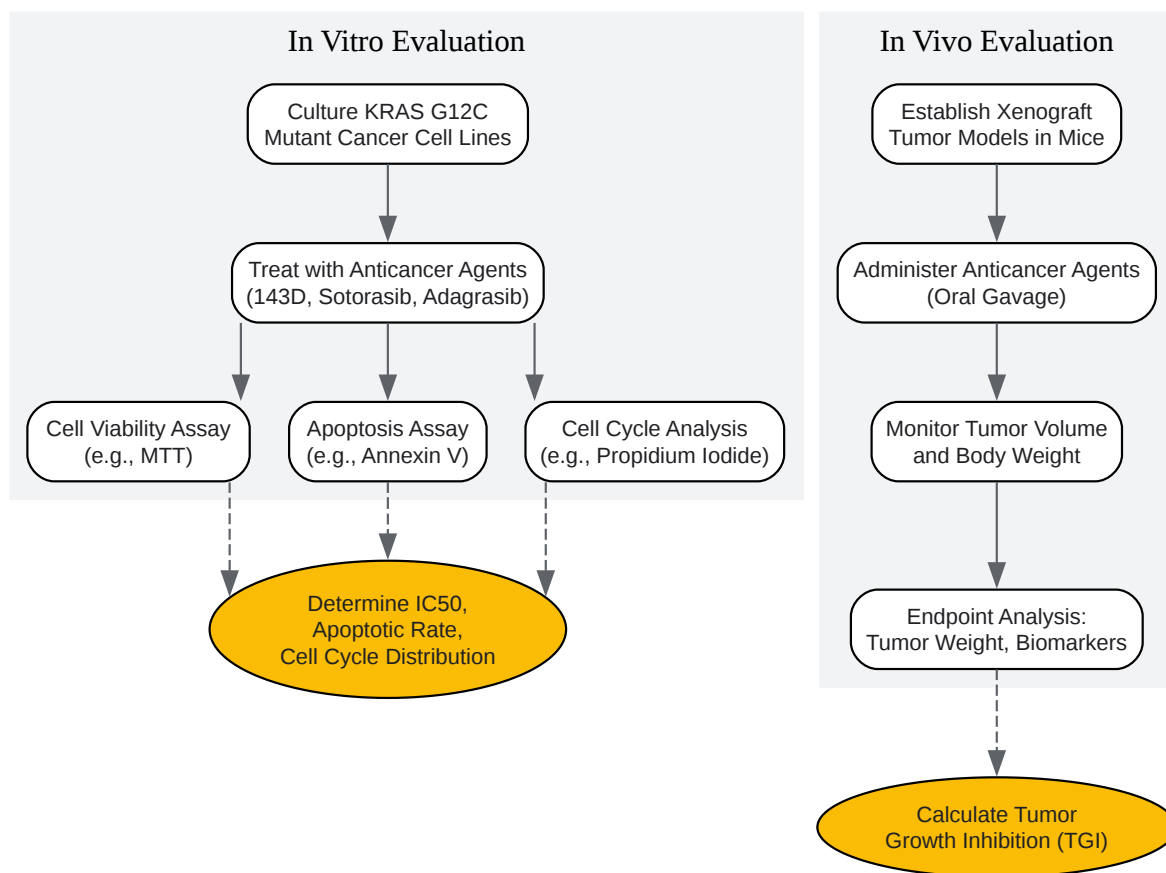 In Vitro Evaluation
Culture KRAS G12C
Mutant Cancer Cell Lines
Treat with Anticancer Agents
(143D, Sotorasib, Adagrasib)
Cell Viability Assay
(e.g., MTT)
Apoptosis Assay
(e.g., Annexin V)
Cell Cycle Analysis
(e.g., Propidium Iodide)
Determine IC50,
Apoptotic Rate,
Cell Cycle Distribution
In Vivo Evaluation
Establish Xenograft
Tumor Models in Mice
Administer Anticancer Agents
(Oral Gavage)
Monitor Tumor Volume
and Body Weight
Endpoint Analysis:
Tumor Weight, Biomarkers
Calculate Tumor
Growth Inhibition (TGI)